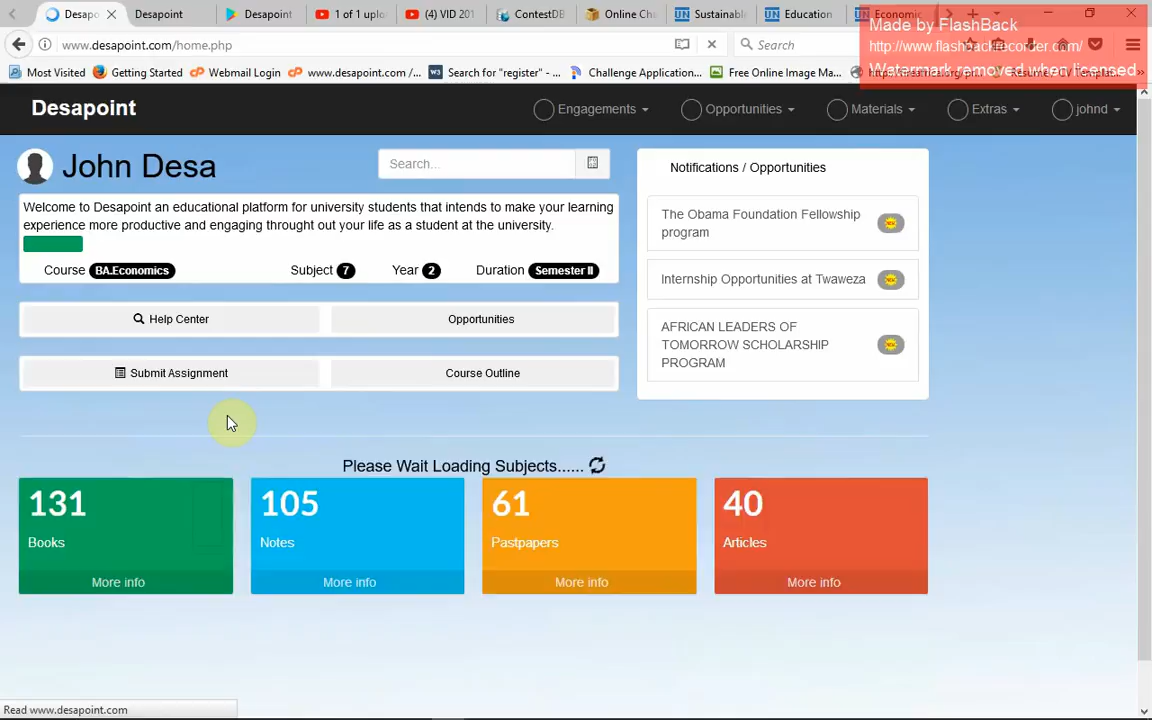 Desapo
Desapoint
Desapoint
1 of 1 uplo
(4) VID 201
ContestDB
Online Ch
Sustainable
Education
Economic
Made by FlashBack
www.desapoint.com/home.php
Search
http://www.flashbackrecorder.com/
Watermark removed when licensed
Most Visited
Getting Started
Webmail Login
www.desapoint.com/...
Search for "register" - ...
Challenge Application...
Free Online Image Ma...
Desapoint
Engagements
Opportunities
Materials
Extras
johnd
John Desa
Search...
Notifications / Opportunities
Welcome to Desapoint an educational platform for university students that intends to make your learning
experience more productive and engaging throught out your life as a student at the university.
The Obama Foundation Fellowship
program
Course BA.Economics
Subject 7
Year 2
Duration Semester II
Internship Opportunities at Twaweza
Help Center
Opportunities
AFRICAN LEADERS OF
TOMORROW SCHOLARSHIP
PROGRAM
Submit Assignment
Course Outline
Please Wait Loading Subjects......
131
Books
More info
105
Notes
More info
61
Pastpapers
More info
40
Articles
More info
Read www.desapoint.com